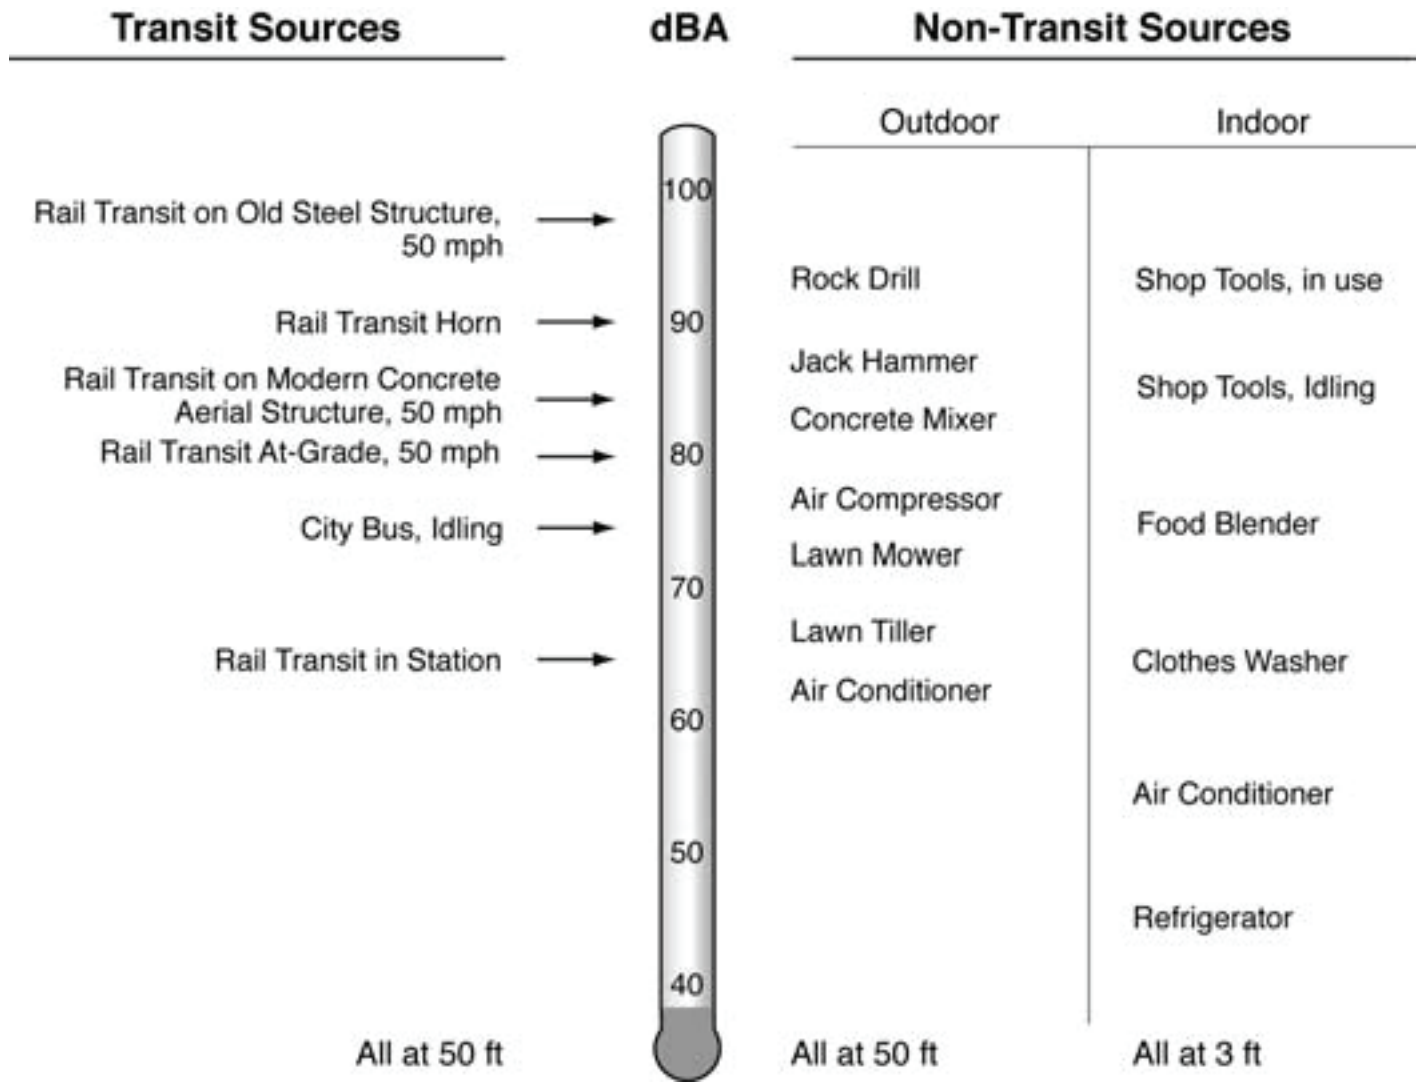 Transit Sources
dBA
Non-Transit Sources
Outdoor
Indoor
Rail Transit on Old Steel Structure,
50 mph
Rail Transit Horn
Rail Transit on Modern Concrete
Aerial Structure, 50 mph
Rail Transit At-Grade, 50 mph
City Bus, Idling
Rail Transit in Station
All at 50 ft
100
90
80
70
60
50
40
Rock Drill
Jack Hammer
Concrete Mixer
Air Compressor
Lawn Mower
Lawn Tiller
Air Conditioner
All at 50 ft
Shop Tools, in use
Shop Tools, Idling
Food Blender
Clothes Washer
Air Conditioner
Refrigerator
All at 3 ft